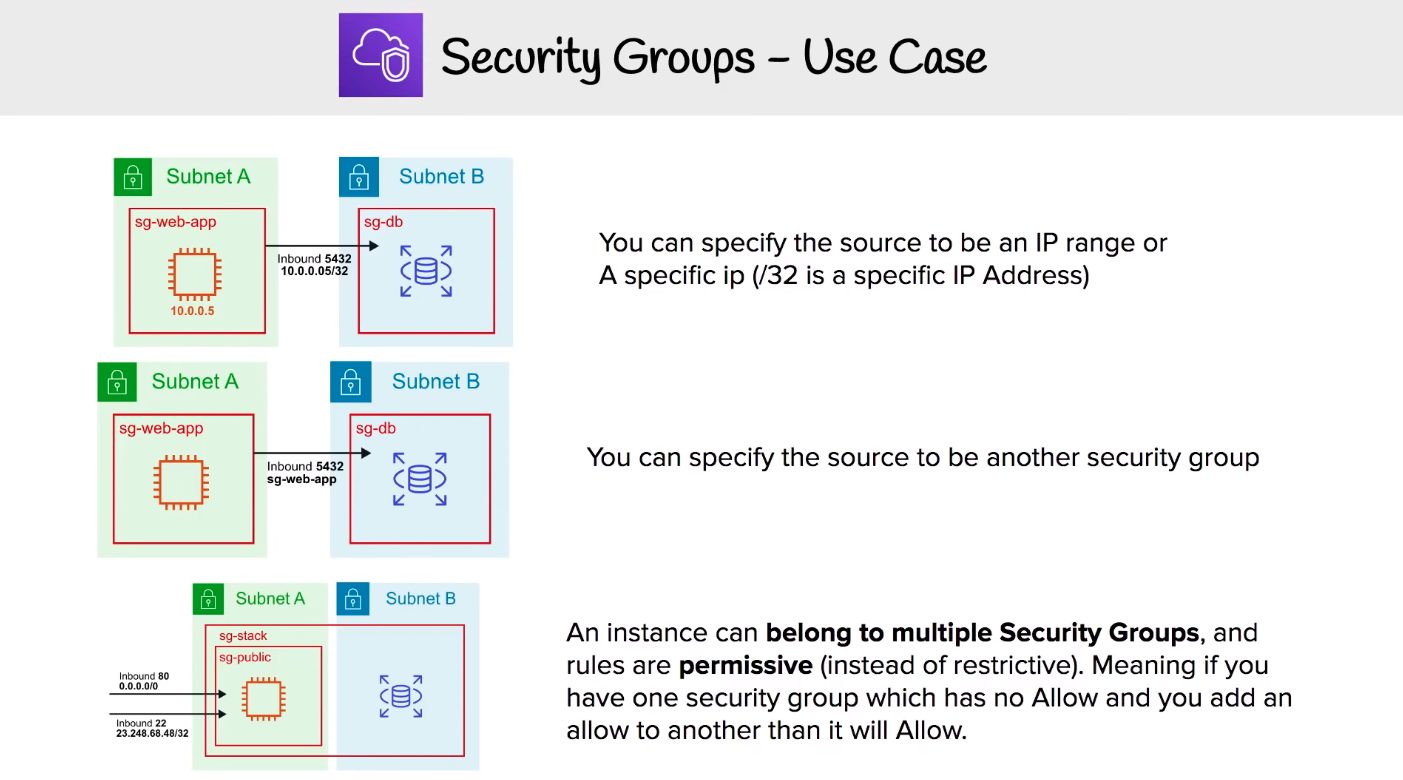 Security Groups – Use Case
Subnet A
Subnet B
sg-web-app
sg-db
Inbound 5432
10.0.0.05/32
10.0.0.5
You can specify the source to be an IP range or
A specific ip (/32 is a specific IP Address)
Subnet A
Subnet B
sg-web-app
sg-db
Inbound 5432
sg-web-app
You can specify the source to be another security group
Subnet A
Subnet B
sg-stack
sg-public
Inbound 80
0.0.0.0/0
Inbound 22
23.248.68.48/32
An instance can belong to multiple Security Groups, and
rules are permissive (instead of restrictive). Meaning if you
have one security group which has no Allow and you add an
allow to another than it will Allow.